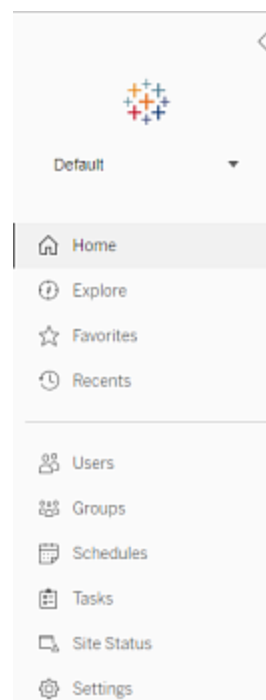 Default
Home
Explore
Favorites
Recents
Users
Groups
Schedules
Tasks
Site Status
Settings